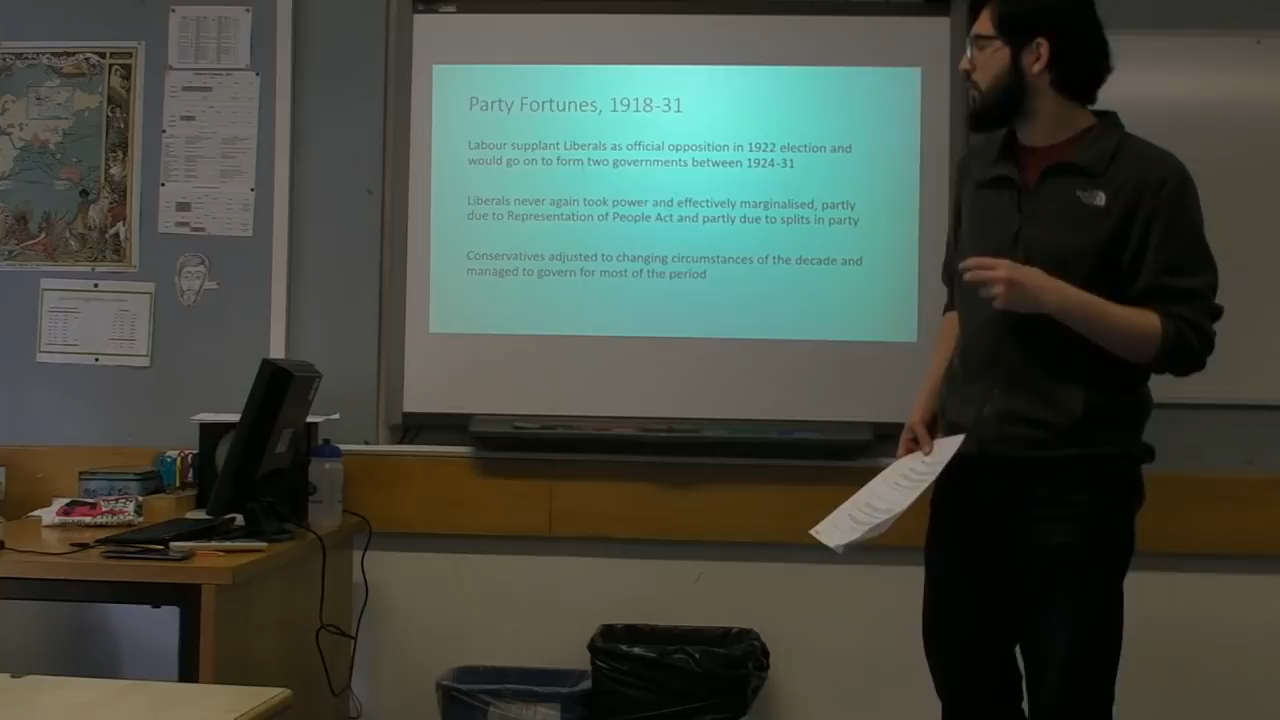 Party Fortunes, 1918-31
Labour supplant Liberals as official opposition in 1922 election and
would go on to form two governments between 1924-31
Liberals never again took power and effectively marginalised, partly
due to Representation of People Act and partly due to splits in party
Conservatives adjusted to changing circumstances of the decade and
managed to govern for most of the period
THE
NORTH
FACE